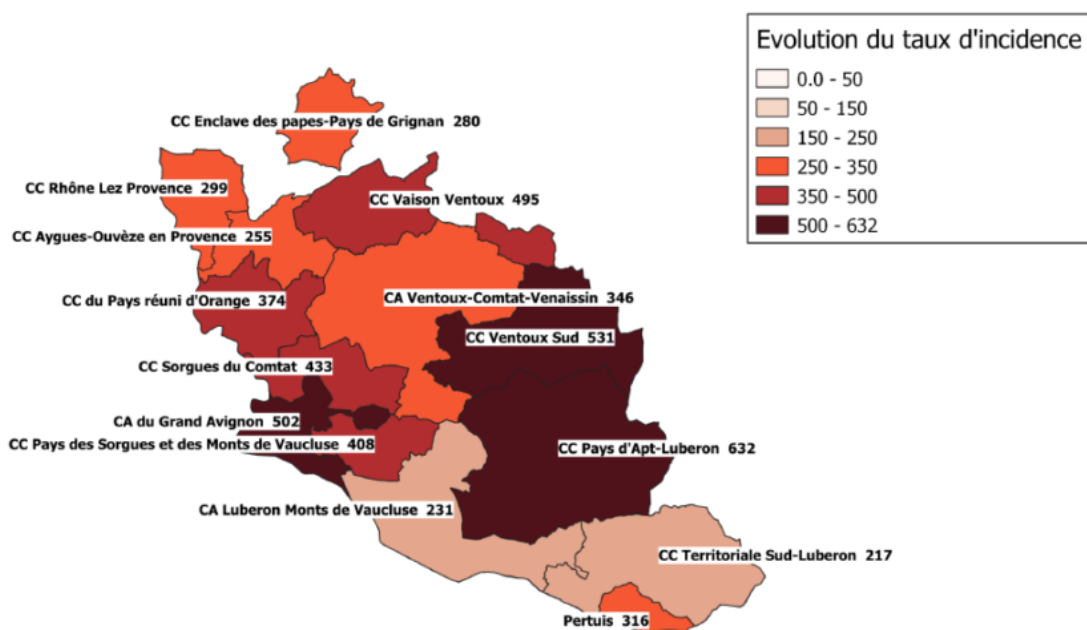 Evolution du taux d'incidence
0.0 - 50
50 - 150
150 - 250
250 - 350
350 - 500
500 - 632
CC Enclave des papes-Pays de Grignan 280
CC Rhône Lez Provence 299
CC Vaison Ventoux 495
CC Aygues-Ouvèze en Provence 255
CC du Pays réuni d'Orange 374
CA Ventoux-Comtat-Venaissin 346
CC Ventoux Sud 531
CC Sorgues du Comtat 433
CA du Grand Avignon 502
CC Pays des Sorgues et des Monts de Vaucluse 408
CC Pays d'Apt-Luberon 632
CA Luberon Monts de Vaucluse 231
CC Territoriale Sud-Luberon 217
Pertuis 316